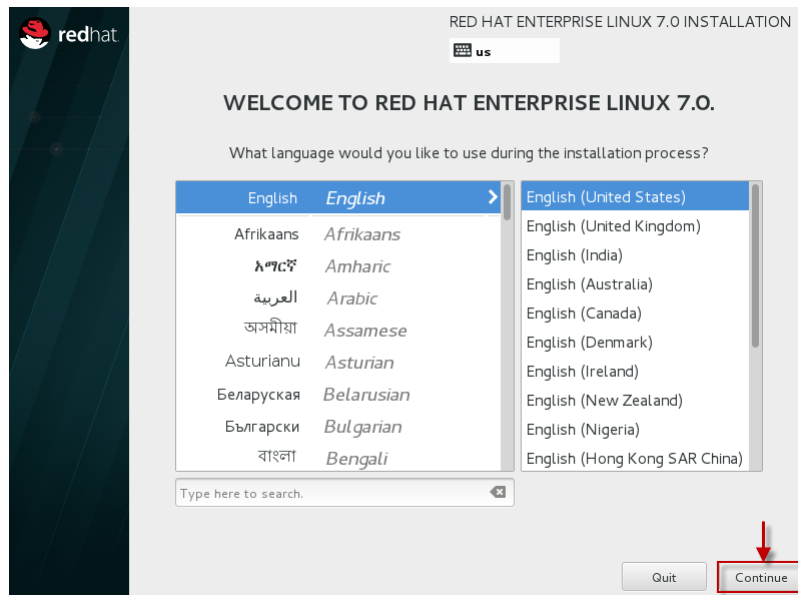 redhat.
RED HAT ENTERPRISE LINUX 7.0 INSTALLATION
us
WELCOME TO RED HAT ENTERPRISE LINUX 7.0.
What language would you like to use during the installation process?
English English
Afrikaans Afrikaans
አማርኛ Amharic
العربية Arabic
অসমীয়া Assamese
Asturianu Asturian
Беларуская Belarusian
Български Bulgarian
বাংলা Bengali
English (United States)
English (United Kingdom)
English (India)
English (Australia)
English (Canada)
English (Denmark)
English (Ireland)
English (New Zealand)
English (Nigeria)
English (Hong Kong SAR China)
Type here to search.
Quit Continue